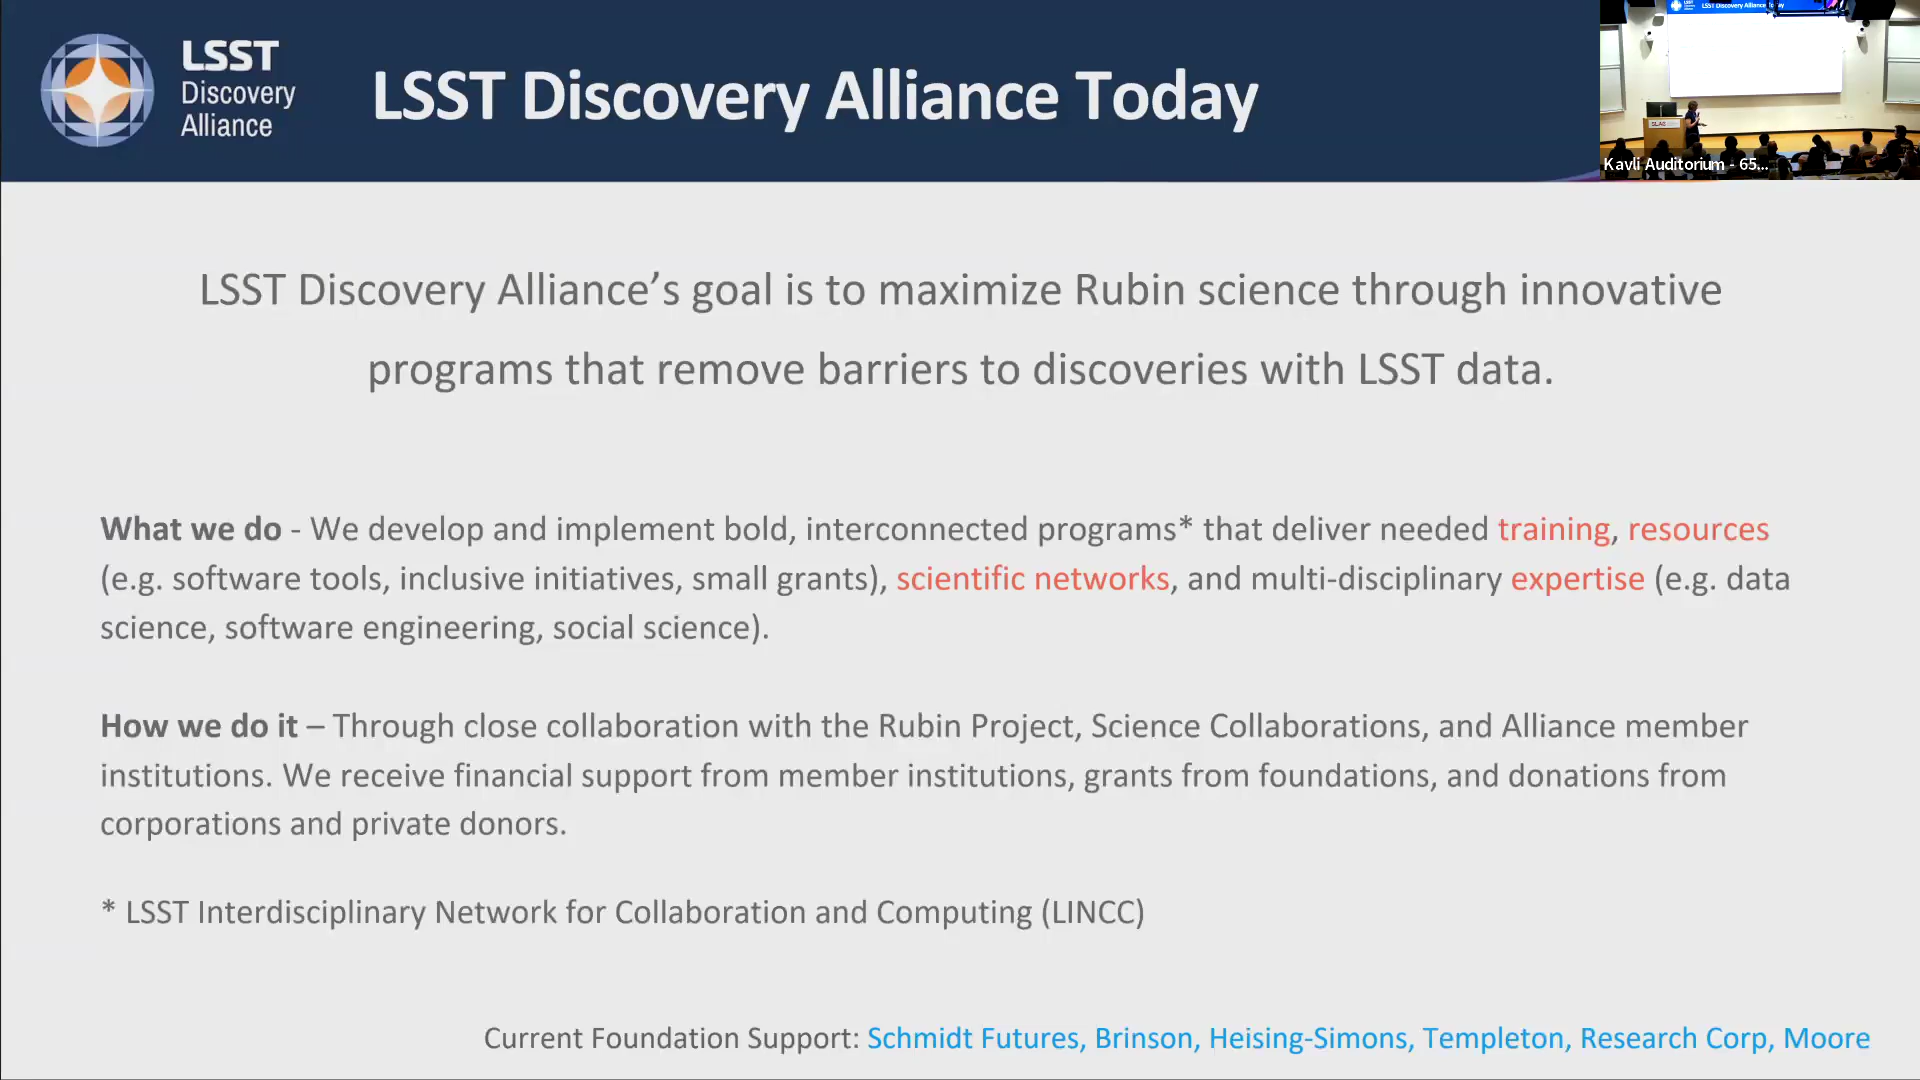 LSST
Discovery
Alliance
LSST Discovery Alliance Today
LSST Discovery Alliance Today
SLAC
Kavli Auditorium - 65...
LSST Discovery Alliance’s goal is to maximize Rubin science through innovative
programs that remove barriers to discoveries with LSST data.
What we do - We develop and implement bold, interconnected programs* that deliver needed training, resources
(e.g. software tools, inclusive initiatives, small grants), scientific networks, and multi-disciplinary expertise (e.g. data
science, software engineering, social science).
How we do it – Through close collaboration with the Rubin Project, Science Collaborations, and Alliance member
institutions. We receive financial support from member institutions, grants from foundations, and donations from
corporations and private donors.
* LSST Interdisciplinary Network for Collaboration and Computing (LINCC)
Current Foundation Support: Schmidt Futures, Brinson, Heising-Simons, Templeton, Research Corp, Moore